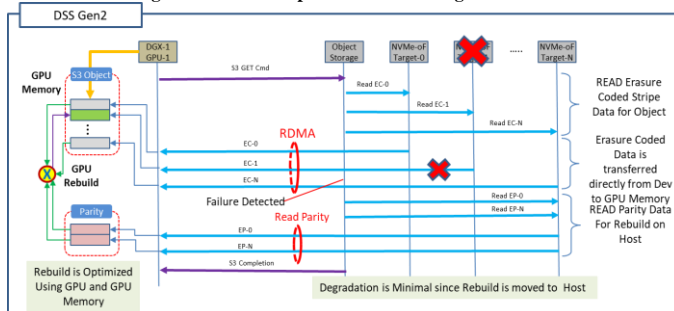 DSS Gen2
DGX-1
GPU-1
Object
Storage
NVMe-oF
Target-0
.....
NVMe-oF
Target-N
GPU
Memory
S3 Object
S3 GET Cmd
Read EC-0
Read EC-1
Read EC-N
READ Erasure
Coded Stripe
Data for Object
RDMA
EC-0
EC-1
EC-N
X
GPU
Rebuild
Failure Detected
Erasure Coded
Data is
transferred
directly from Dev
to GPU Memory
Read EP-0
Read EP-N
READ Parity Data
For Rebuild on
Host
Parity
Read Parity
EP-0
EP-N
S3 Completion
Rebuild is Optimized
Using GPU and GPU
Memory
Degradation is Minimal since Rebuild is moved to Host